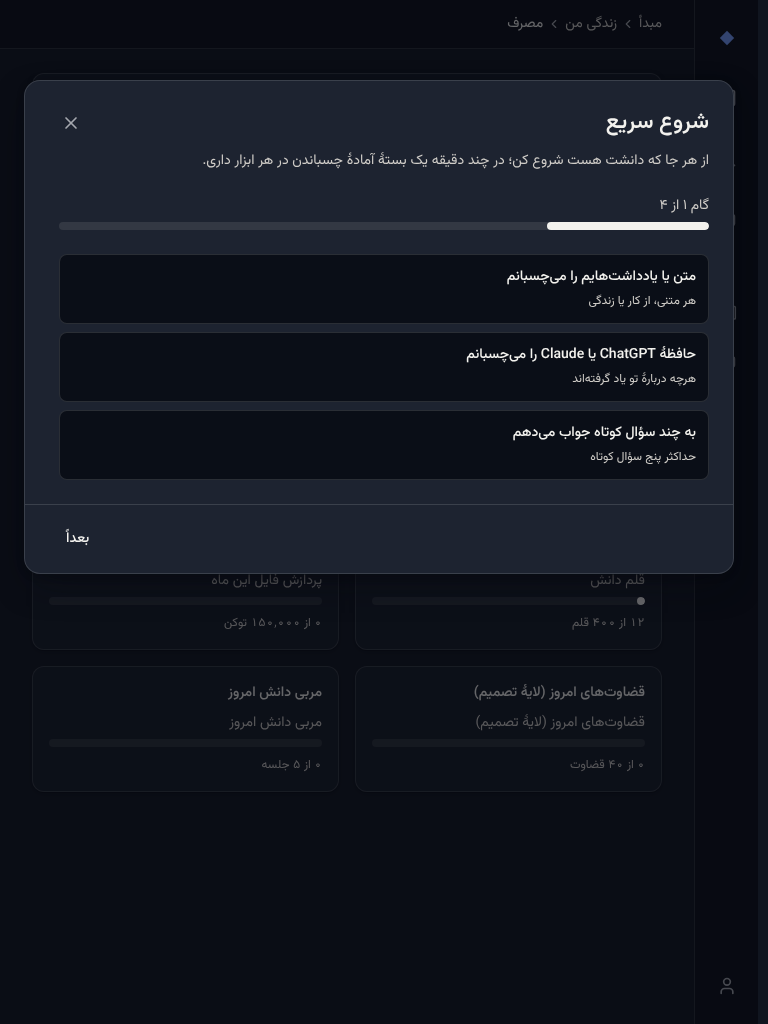 مبدأ › زندگی من › مصرف
شروع سریع
از هر جا که دانشت هست شروع کن؛ در چند دقیقه یک بستهٔ آمادهٔ چسباندن در هر ابزار داری.
گام ۱ از ۴
متن یا یادداشت‌هایم را می‌چسبانم
هر متنی، از کار یا زندگی
حافظهٔ ChatGPT یا Claude را می‌چسبانم
هرچه دربارهٔ تو یاد گرفته‌اند
به چند سؤال کوتاه جواب می‌دهم
حداکثر پنج سؤال کوتاه
بعداً
قلم دانش
۱۲ از ۴۰۰ قلم
پردازش فایل این ماه
۰ از ۱۵۰٬۰۰۰ توکن
قضاوت‌های امروز (لایهٔ تصمیم)
قضاوت‌های امروز (لایهٔ تصمیم)
۰ از ۴۰ قضاوت
مربی دانش امروز
مربی دانش امروز
۰ از ۵ جلسه